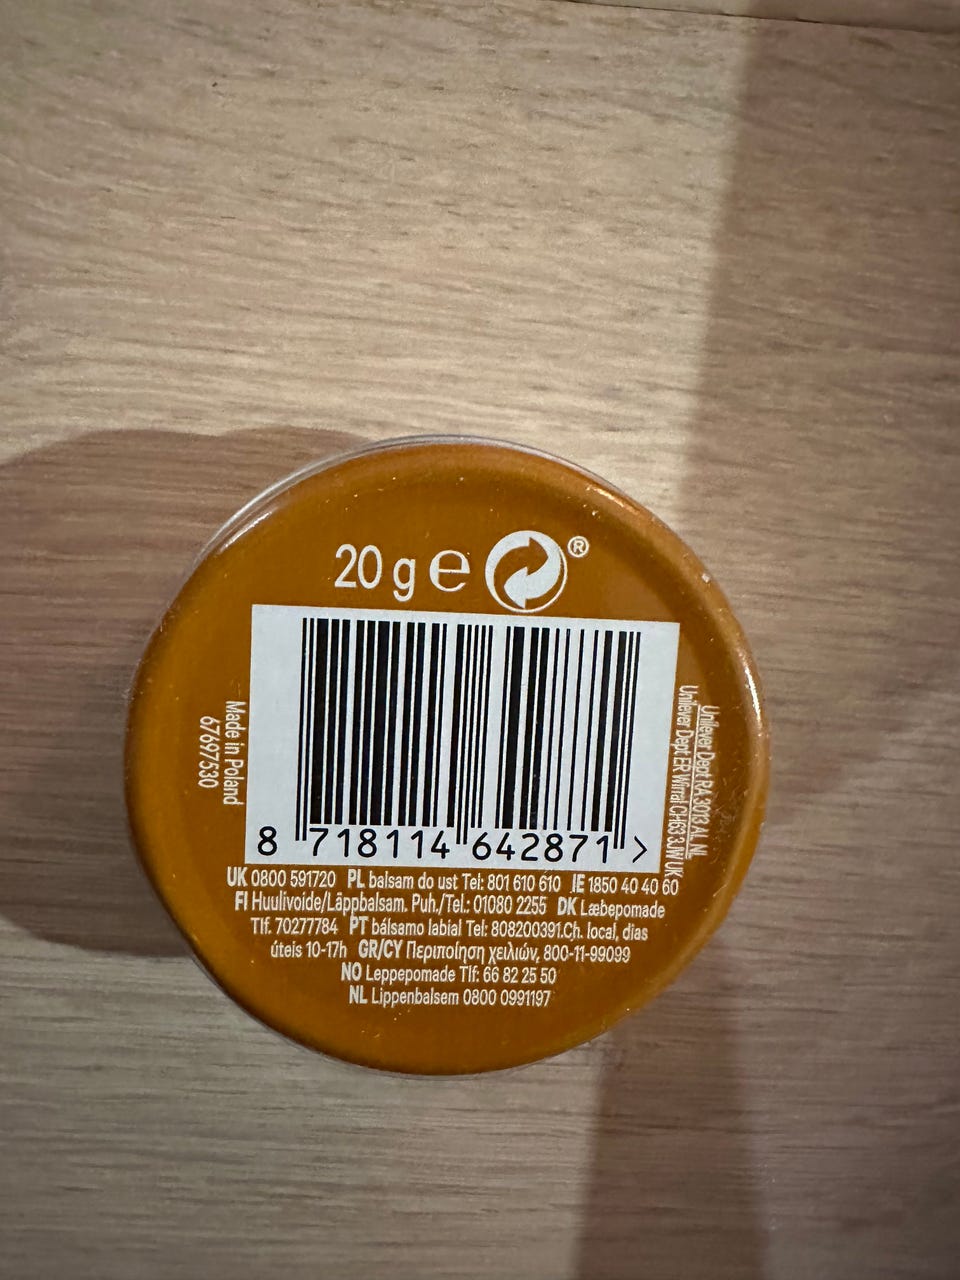 20 g ℮ ®
8 718114 642871 >
Made in Poland
67697530
Unilever Dept RA 3013 AL NL
Unilever Dept ER Wirral CH63 3JW UK
UK 0800 591720 PL balsam do ust Tel: 801 610 610 IE 1850 40 40 60
FI Huulivoide/Läppbalsam. Puh./Tel.: 01080 2255 DK Læbepomade
Tlf. 70277784 PT bálsamo labial Tel: 808200391.Ch. local, dias
úteis 10-17h GR/CY Περιποίηση χειλιών, 800-11-99099
NO Leppepomade Tlf: 66 82 25 50
NL Lippenbalsem 0800 0991197